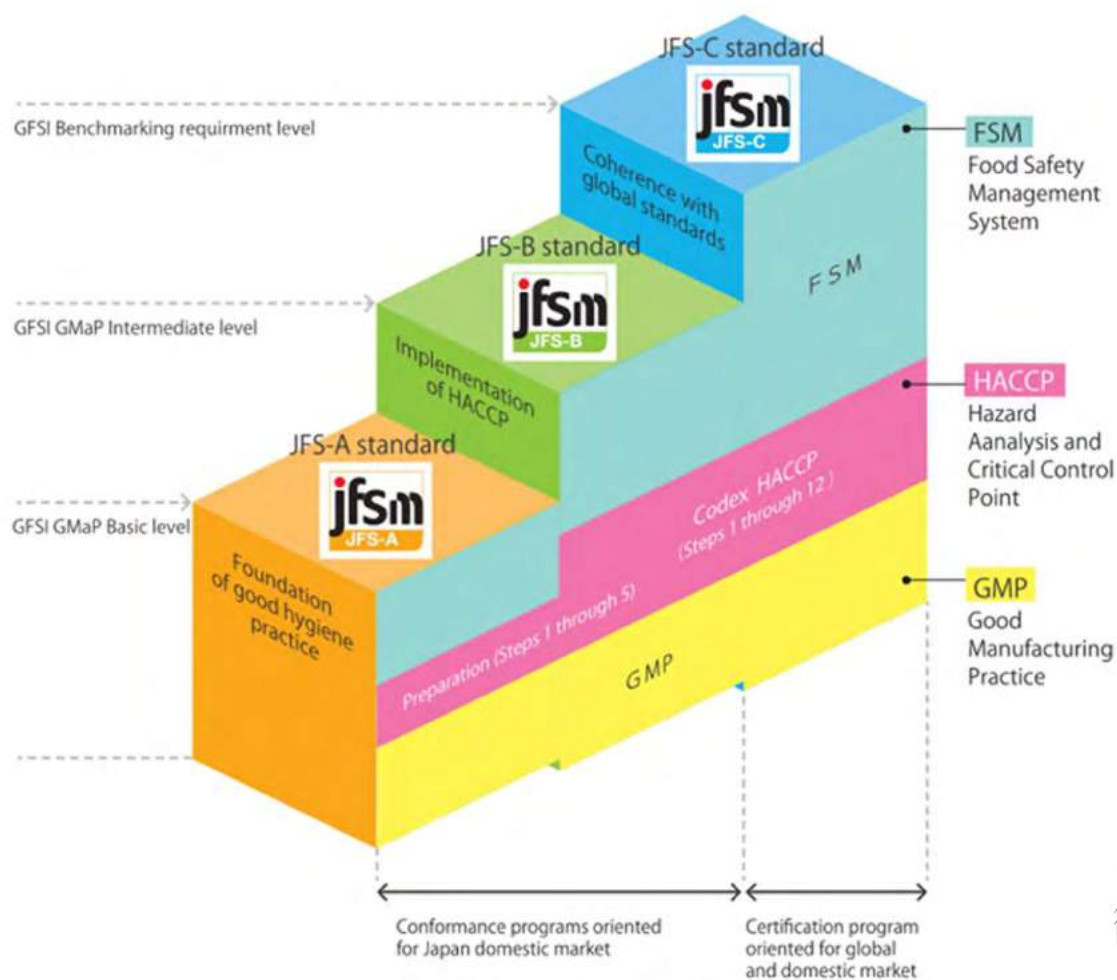 JFS-C standard
jfsm
JFS-C
GFSI Benchmarking requirment level
Coherence with
global standards
FSM
Food Safety
Management
System
JFS-B standard
jfsm
JFS-B
FSM
GFSI GMaP Intermediate level
Implementation
of HACCP
HACCP
Hazard
Aanalysis and
Critical Control
Point
JFS-A standard
jfsm
JFS-A
GFSI GMaP Basic level
Codex HACCP
(Steps 1 through 12 )
Foundation
of good hygiene
practice
Preparation (Steps 1 through 5)
GMP
GMP
Good
Manufacturing
Practice
Conformance programs oriented
for Japan domestic market
Certification program
oriented for global
and domestic market